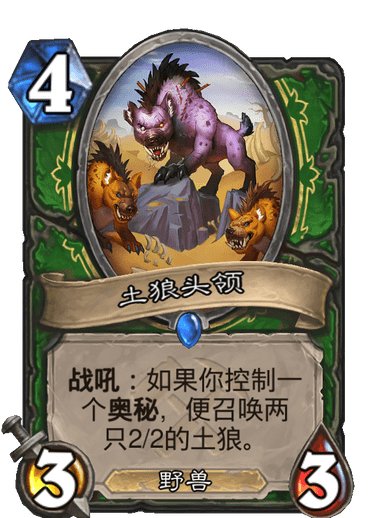 4
土狼头领
战吼：如果你控制一
个奥秘，便召唤两
只2/2的土狼。
3
野兽
3